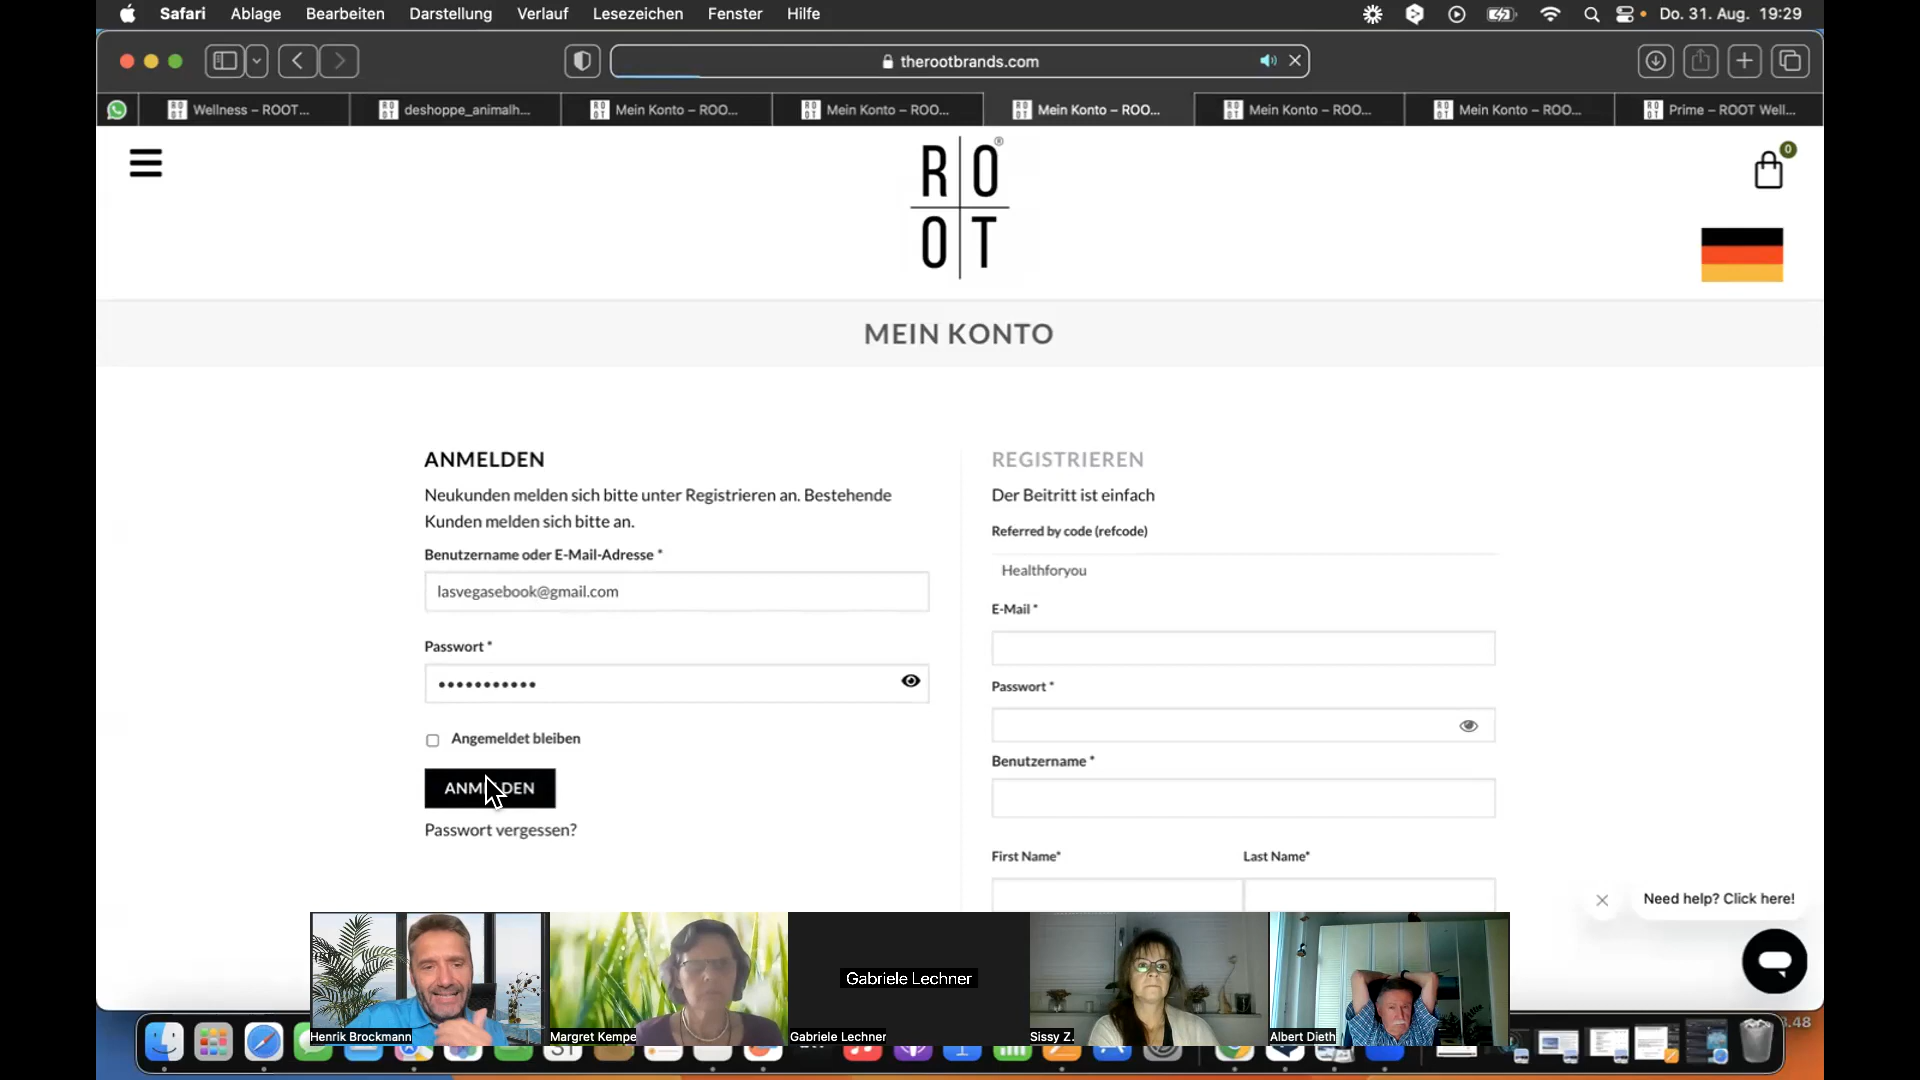 Safari Ablage Bearbeiten Darstellung Verlauf Lesezeichen Fenster Hilfe Do. 31. Aug. 19:29
therootbrands.com
Wellness – ROOT... deshoppe_animalh... Mein Konto – ROO... Mein Konto – ROO... Mein Konto – ROO... Mein Konto – ROO... Mein Konto – ROO... Prime – ROOT Well...
0
R O ®
O T
MEIN KONTO
ANMELDEN
Neukunden melden sich bitte unter Registrieren an. Bestehende
Kunden melden sich bitte an.
Benutzername oder E-Mail-Adresse *
lasvegasebook@gmail.com
Passwort *
Angemeldet bleiben
ANMELDEN
Passwort vergessen?
REGISTRIEREN
Der Beitritt ist einfach
Referred by code (refcode)
Healthforyou
E-Mail *
Passwort *
Benutzername *
First Name* Last Name*
Need help? Click here!
Gabriele Lechner
Henrik Brockmann Margret Kempe Gabriele Lechner Sissy Z. Albert Dieth